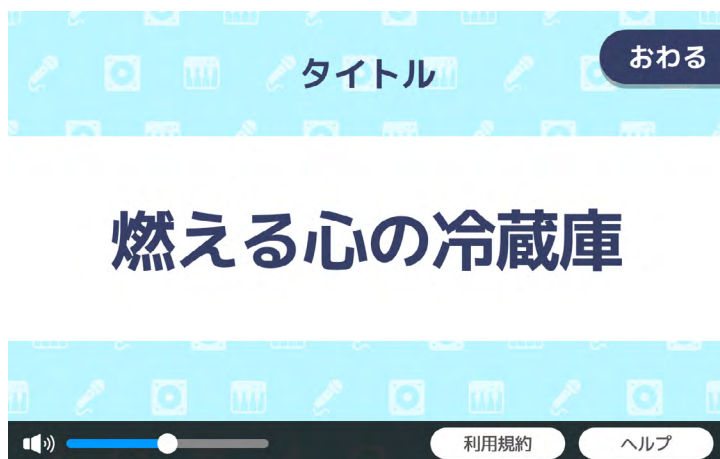 タイトル
おわる
燃える心の冷蔵庫
利用規約
ヘルプ